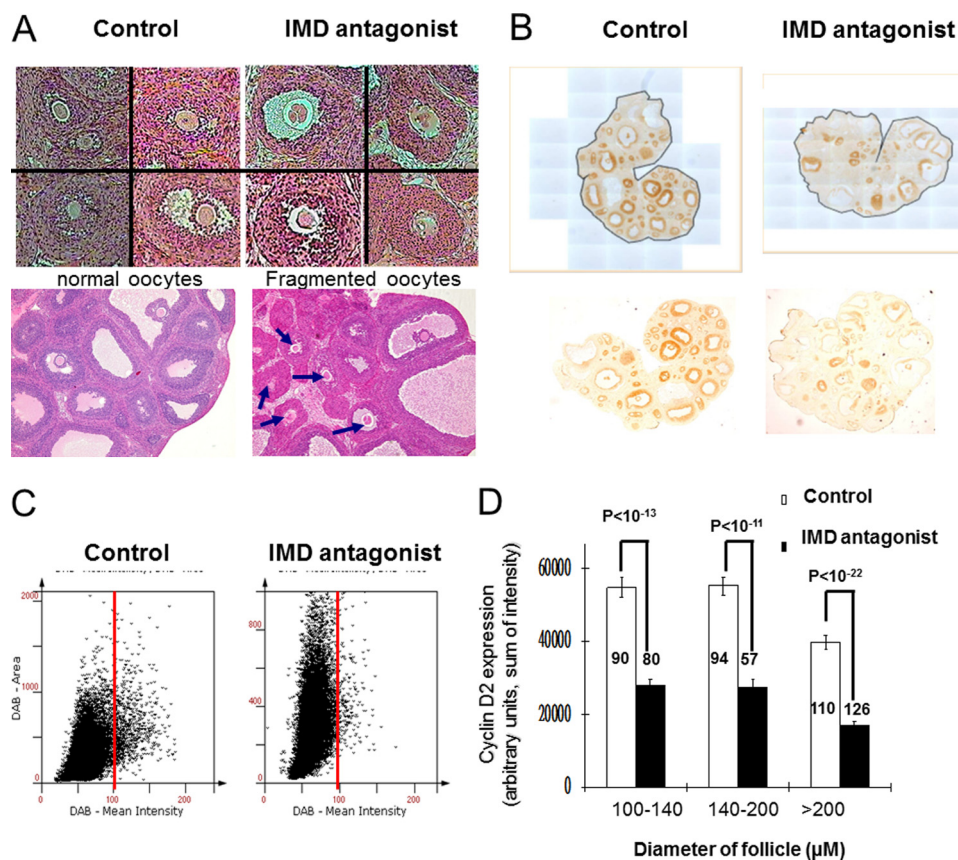 A
Control
IMD antagonist
normal oocytes
Fragmented oocytes
B
Control
IMD antagonist
C
Control
IMD antagonist
2000
1000
0
DAB - Area
0
100
200
DAB - Mean Intensity
800
400
0
0
100
200
DAB - Mean Intensity
D
Control
IMD antagonist
P<10⁻¹³
P<10⁻¹¹
P<10⁻²²
Cyclin D2 expression
(arbitrary units, sum of intensity)
60000
40000
20000
0
90
80
94
57
110
126
100-140
140-200
>200
Diameter of follicle (µM)